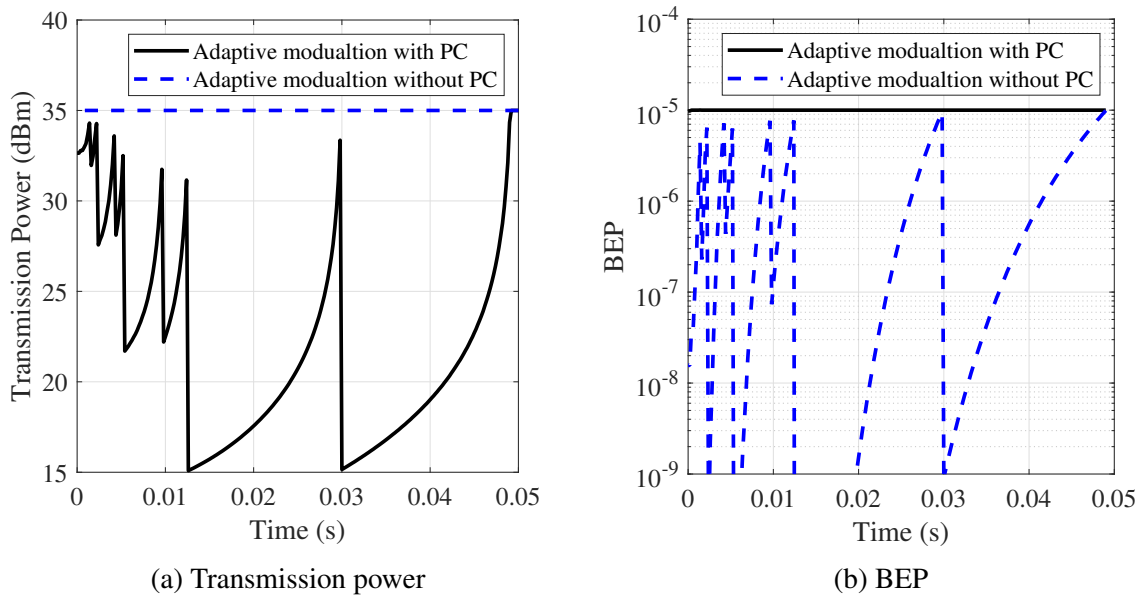 40
35
30
25
20
15
Transmission Power (dBm)
Adaptive modualtion with PC
Adaptive modualtion without PC
0 0.01 0.02 0.03 0.04 0.05
Time (s)
(a) Transmission power
10-4
10-5
10-6
10-7
10-8
10-9
BEP
Adaptive modualtion with PC
Adaptive modualtion without PC
0 0.01 0.02 0.03 0.04 0.05
Time (s)
(b) BEP